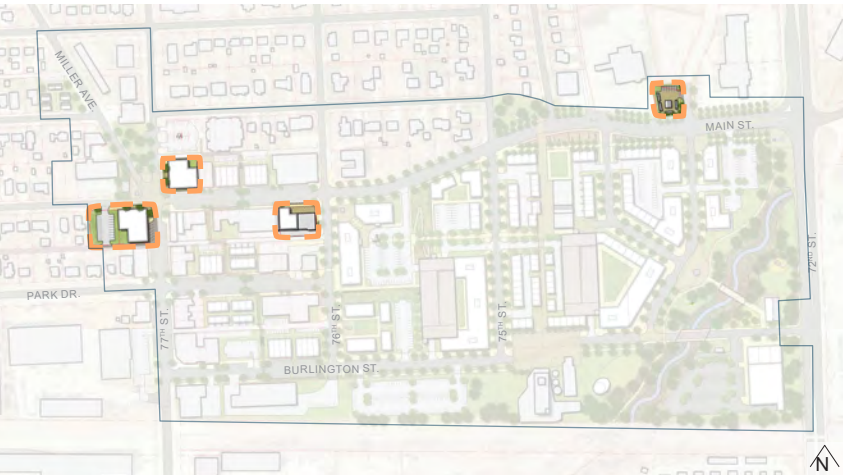 MILLER AVE
MAIN ST.
72ND ST.
PARK DR.
77TH ST.
76TH ST.
75TH ST.
BURLINGTON ST.
N